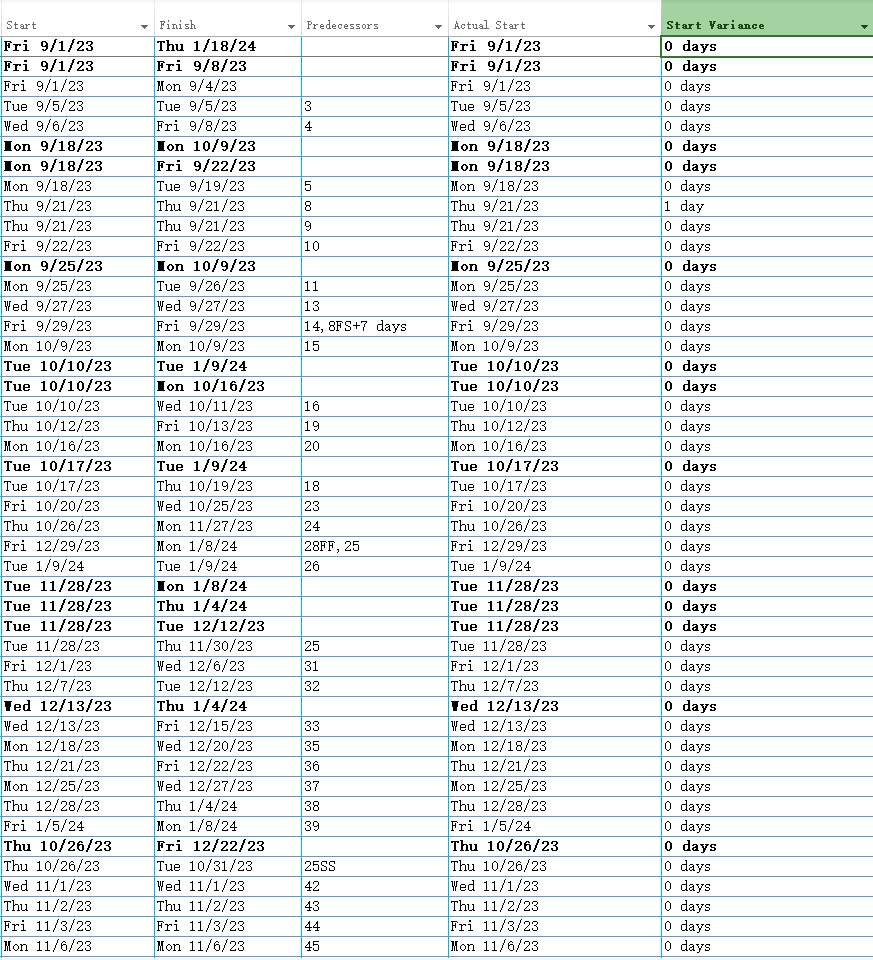 Start Finish Predecessors Actual Start Start Variance
Fri 9/1/23 Thu 1/18/24 Fri 9/1/23 0 days
Fri 9/1/23 Fri 9/8/23 Fri 9/1/23 0 days
Fri 9/1/23 Mon 9/4/23 Fri 9/1/23 0 days
Tue 9/5/23 Tue 9/5/23 3 Tue 9/5/23 0 days
Wed 9/6/23 Fri 9/8/23 4 Wed 9/6/23 0 days
Mon 9/18/23 Mon 10/9/23 Mon 9/18/23 0 days
Mon 9/18/23 Fri 9/22/23 Mon 9/18/23 0 days
Mon 9/18/23 Tue 9/19/23 5 Mon 9/18/23 0 days
Thu 9/21/23 Thu 9/21/23 8 Thu 9/21/23 1 day
Thu 9/21/23 Thu 9/21/23 9 Thu 9/21/23 0 days
Fri 9/22/23 Fri 9/22/23 10 Fri 9/22/23 0 days
Mon 9/25/23 Mon 10/9/23 Mon 9/25/23 0 days
Mon 9/25/23 Tue 9/26/23 11 Mon 9/25/23 0 days
Wed 9/27/23 Wed 9/27/23 13 Wed 9/27/23 0 days
Fri 9/29/23 Fri 9/29/23 14,8FS+7 days Fri 9/29/23 0 days
Mon 10/9/23 Mon 10/9/23 15 Mon 10/9/23 0 days
Tue 10/10/23 Tue 1/9/24 Tue 10/10/23 0 days
Tue 10/10/23 Mon 10/16/23 Tue 10/10/23 0 days
Tue 10/10/23 Wed 10/11/23 16 Tue 10/10/23 0 days
Thu 10/12/23 Fri 10/13/23 19 Thu 10/12/23 0 days
Mon 10/16/23 Mon 10/16/23 20 Mon 10/16/23 0 days
Tue 10/17/23 Tue 1/9/24 Tue 10/17/23 0 days
Tue 10/17/23 Thu 10/19/23 18 Tue 10/17/23 0 days
Fri 10/20/23 Wed 10/25/23 23 Fri 10/20/23 0 days
Thu 10/26/23 Mon 11/27/23 24 Thu 10/26/23 0 days
Fri 12/29/23 Mon 1/8/24 28FF,25 Fri 12/29/23 0 days
Tue 1/9/24 Tue 1/9/24 26 Tue 1/9/24 0 days
Tue 11/28/23 Mon 1/8/24 Tue 11/28/23 0 days
Tue 11/28/23 Thu 1/4/24 Tue 11/28/23 0 days
Tue 11/28/23 Tue 12/12/23 Tue 11/28/23 0 days
Tue 11/28/23 Thu 11/30/23 25 Tue 11/28/23 0 days
Fri 12/1/23 Wed 12/6/23 31 Fri 12/1/23 0 days
Thu 12/7/23 Tue 12/12/23 32 Thu 12/7/23 0 days
Wed 12/13/23 Thu 1/4/24 Wed 12/13/23 0 days
Wed 12/13/23 Fri 12/15/23 33 Wed 12/13/23 0 days
Mon 12/18/23 Wed 12/20/23 35 Mon 12/18/23 0 days
Thu 12/21/23 Fri 12/22/23 36 Thu 12/21/23 0 days
Mon 12/25/23 Wed 12/27/23 37 Mon 12/25/23 0 days
Thu 12/28/23 Thu 1/4/24 38 Thu 12/28/23 0 days
Fri 1/5/24 Mon 1/8/24 39 Fri 1/5/24 0 days
Thu 10/26/23 Fri 12/22/23 Thu 10/26/23 0 days
Thu 10/26/23 Tue 10/31/23 25SS Thu 10/26/23 0 days
Wed 11/1/23 Wed 11/1/23 42 Wed 11/1/23 0 days
Thu 11/2/23 Thu 11/2/23 43 Thu 11/2/23 0 days
Fri 11/3/23 Fri 11/3/23 44 Fri 11/3/23 0 days
Mon 11/6/23 Mon 11/6/23 45 Mon 11/6/23 0 days